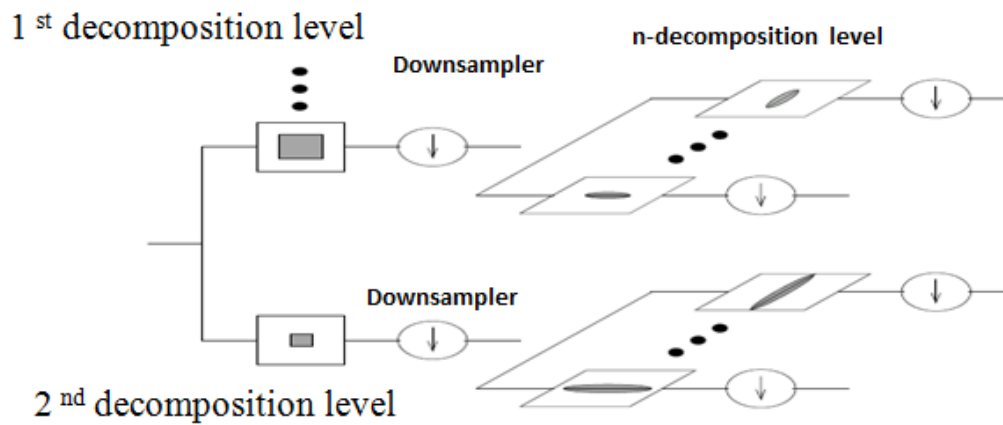 1 st decomposition level
n-decomposition level
Downsampler
Downsampler
2 nd decomposition level